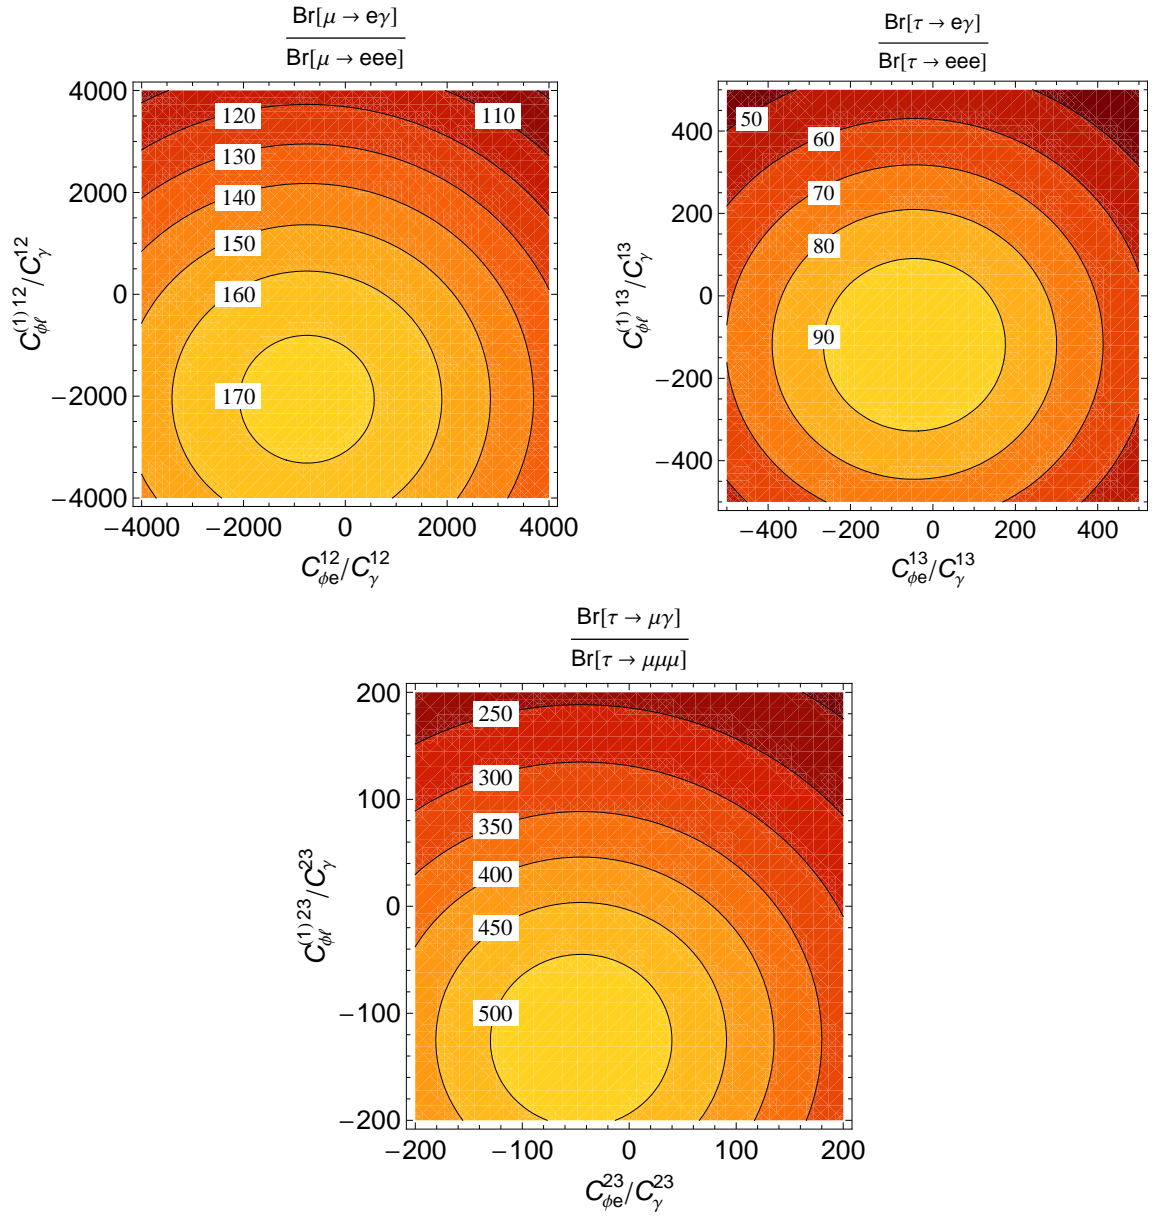 Br[μ → eγ]
Br[μ → eee]
4000
2000
0
−2000
−4000
120
110
130
140
150
160
170
−4000 −2000 0 2000 4000
C_{ϕe}^{12}/C_γ^{12}
C_{ϕℓ}^{(1) 12}/C_γ^{12}
Br[τ → eγ]
Br[τ → eee]
400
200
0
−200
−400
50
60
70
80
90
−400 −200 0 200 400
C_{ϕe}^{13}/C_γ^{13}
C_{ϕℓ}^{(1) 13}/C_γ^{13}
Br[τ → μγ]
Br[τ → μμμ]
200
100
0
−100
−200
250
300
350
400
450
500
−200 −100 0 100 200
C_{ϕe}^{23}/C_γ^{23}
C_{ϕℓ}^{(1) 23}/C_γ^{23}